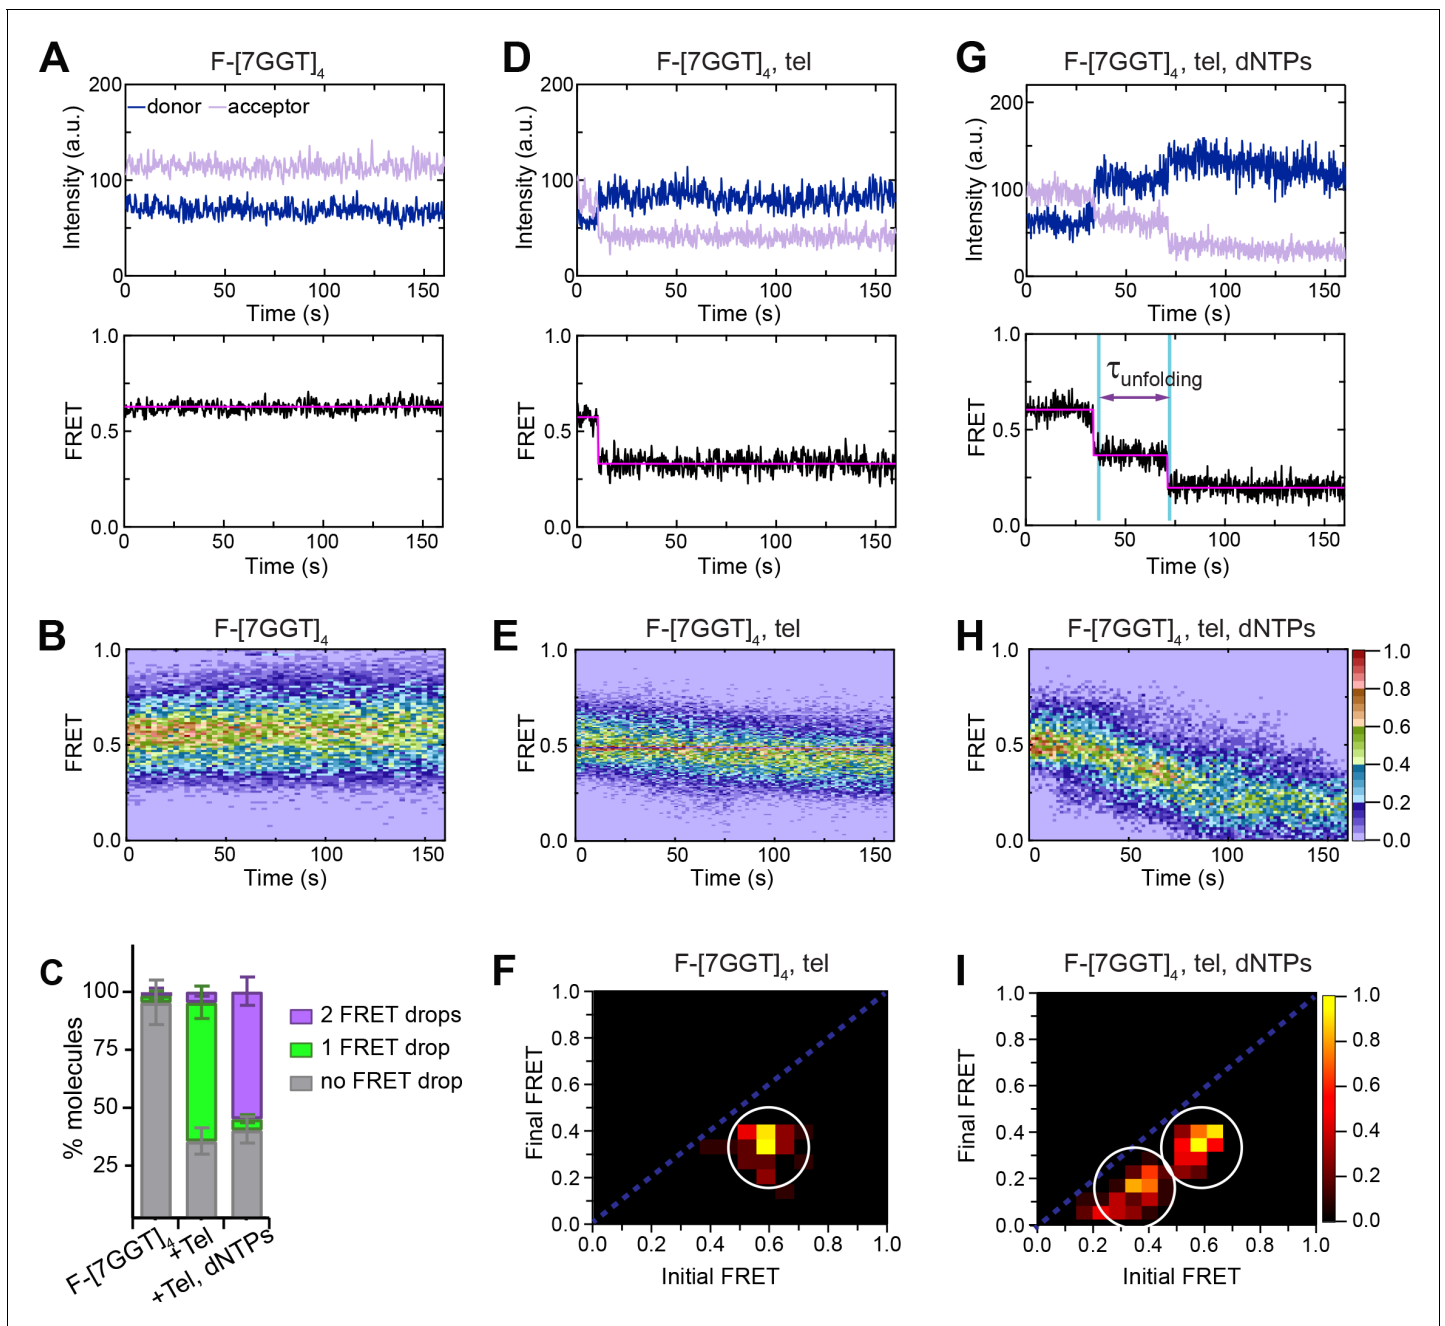 A
F-[7GGT]4
200
100
0
Intensity (a.u.)
donor
acceptor
0 50 100 150
Time (s)
1.0
0.5
0.0
FRET
0 50 100 150
Time (s)
D
F-[7GGT]4, tel
200
100
0
Intensity (a.u.)
0 50 100 150
Time (s)
1.0
0.5
0.0
FRET
0 50 100 150
Time (s)
G
F-[7GGT]4, tel, dNTPs
200
100
0
Intensity (a.u.)
0 50 100 150
Time (s)
1.0
0.5
0.0
FRET
τunfolding
0 50 100 150
Time (s)
B
F-[7GGT]4
1.0
0.5
0.0
FRET
0 50 100 150
Time (s)
E
F-[7GGT]4, tel
1.0
0.5
0.0
FRET
0 50 100 150
Time (s)
H
F-[7GGT]4, tel, dNTPs
1.0
0.5
0.0
FRET
0 50 100 150
Time (s)
1.0
0.8
0.6
0.4
0.2
0.0
C
100
75
50
25
% molecules
2 FRET drops
1 FRET drop
no FRET drop
F-[7GGT]4
+Tel
+Tel, dNTPs
F
F-[7GGT]4, tel
1.0
0.8
0.6
0.4
0.2
0.0
Final FRET
0.0 0.2 0.4 0.6 0.8 1.0
Initial FRET
I
F-[7GGT]4, tel, dNTPs
1.0
0.8
0.6
0.4
0.2
0.0
Final FRET
0.0 0.2 0.4 0.6 0.8 1.0
Initial FRET
1.0
0.8
0.6
0.4
0.2
0.0